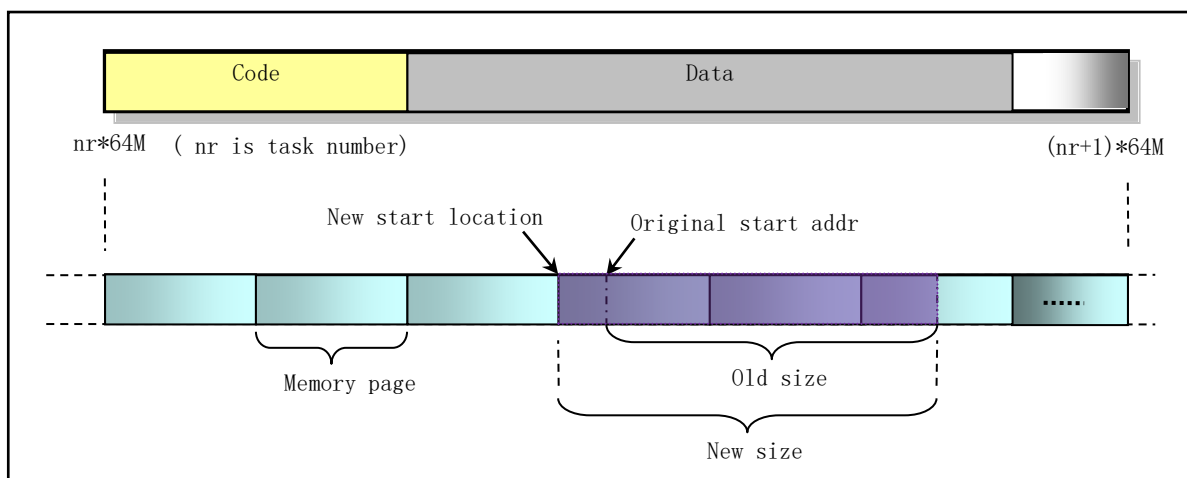 Code
Data
nr*64M
( nr is task number)
(nr+1)*64M
New start location
Original start addr
......
Memory page
Old size
New size